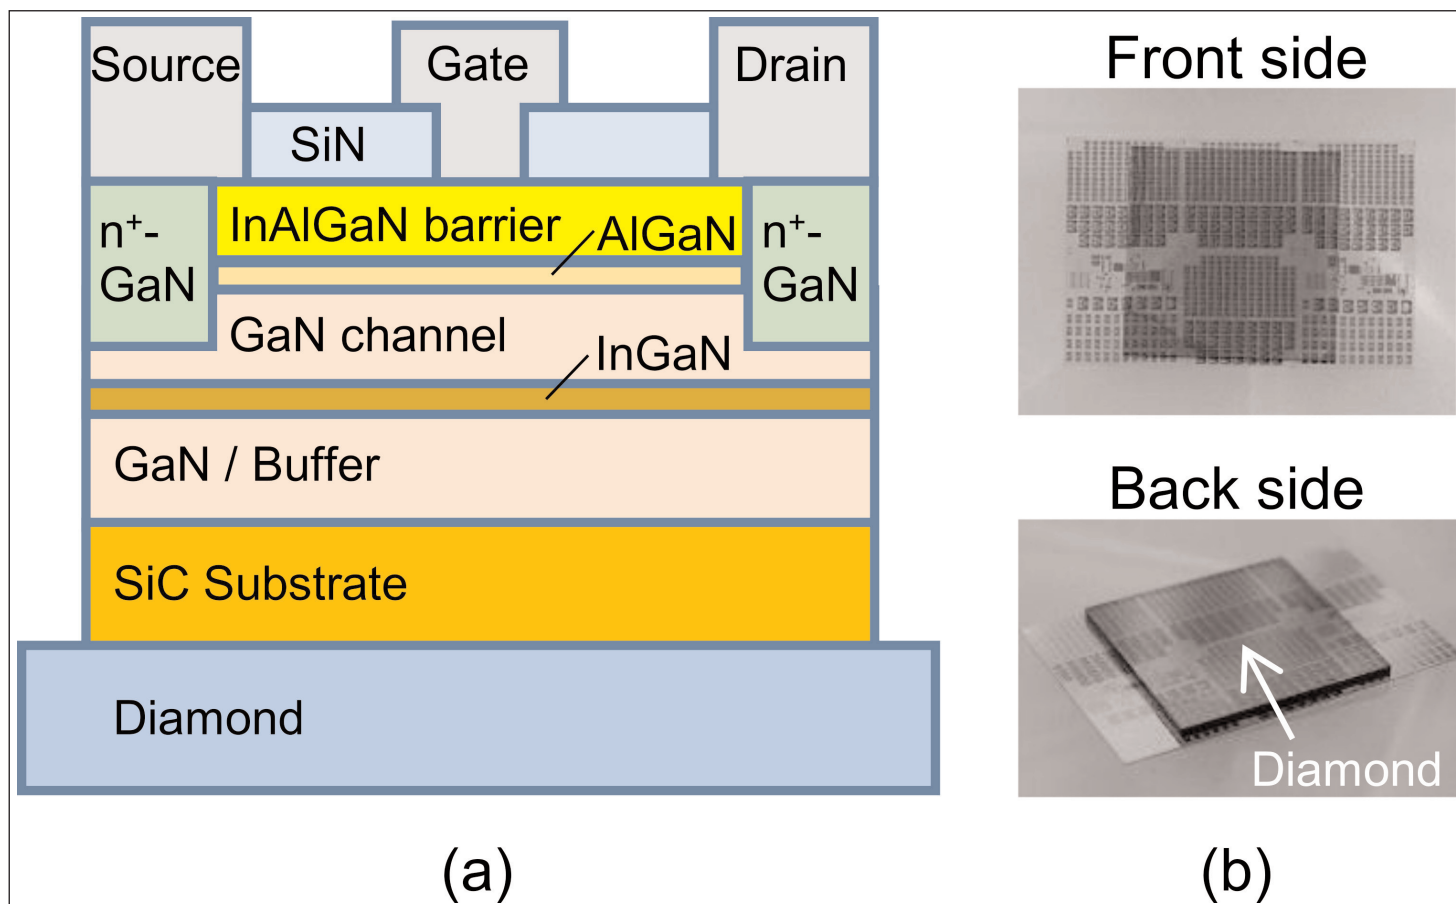 Source
Gate
Drain
SiN
n⁺-
GaN
InAlGaN barrier
AlGaN
n⁺-
GaN
GaN channel
InGaN
GaN / Buffer
SiC Substrate
Diamond
(a)
Front side
Back side
Diamond
(b)